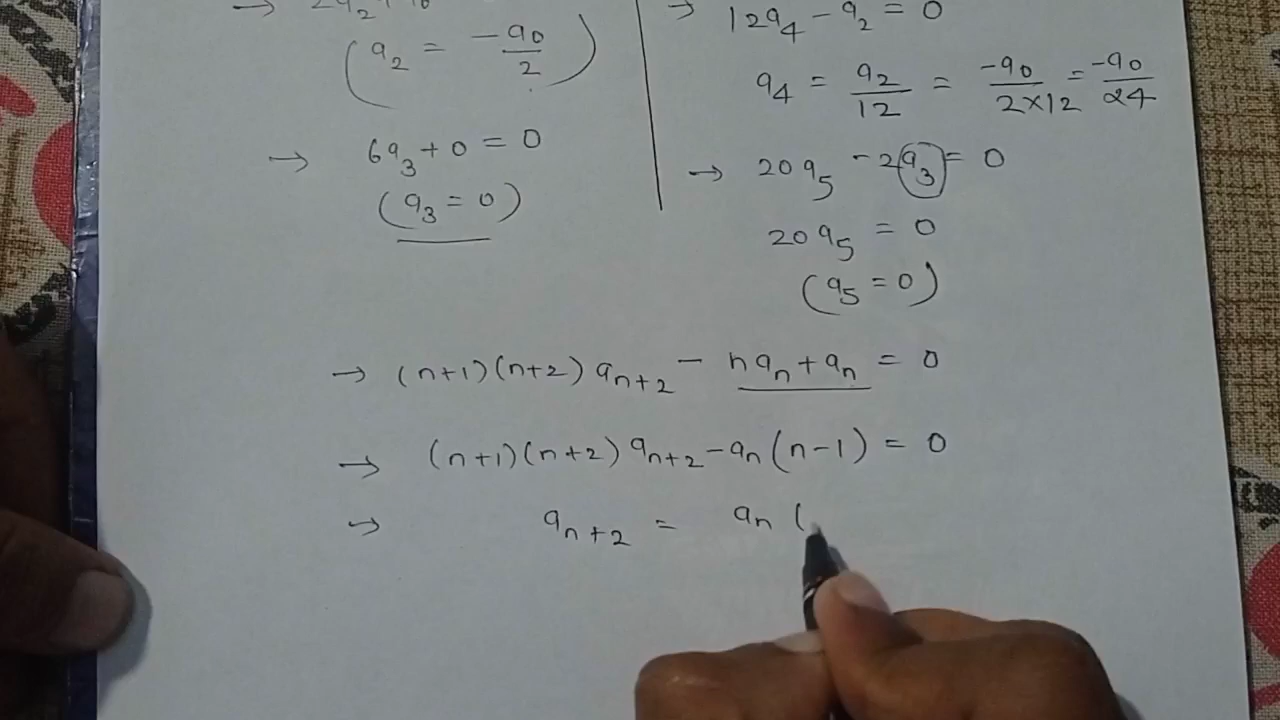 →
(a₂ = -a₀/2)
→ 6a₃ + 0 = 0
(a₃ = 0)
→ 12a₄ - a₂ = 0
a₄ = a₂/12 = -a₀/2×12 = -a₀/24
→ 20a₅ - 2a₃ = 0
20a₅ = 0
(a₅ = 0)
→ (n+1)(n+2) aₙ₊₂ - naₙ + aₙ = 0
→ (n+1)(n+2) aₙ₊₂ - aₙ(n-1) = 0
→ aₙ₊₂ = aₙ (